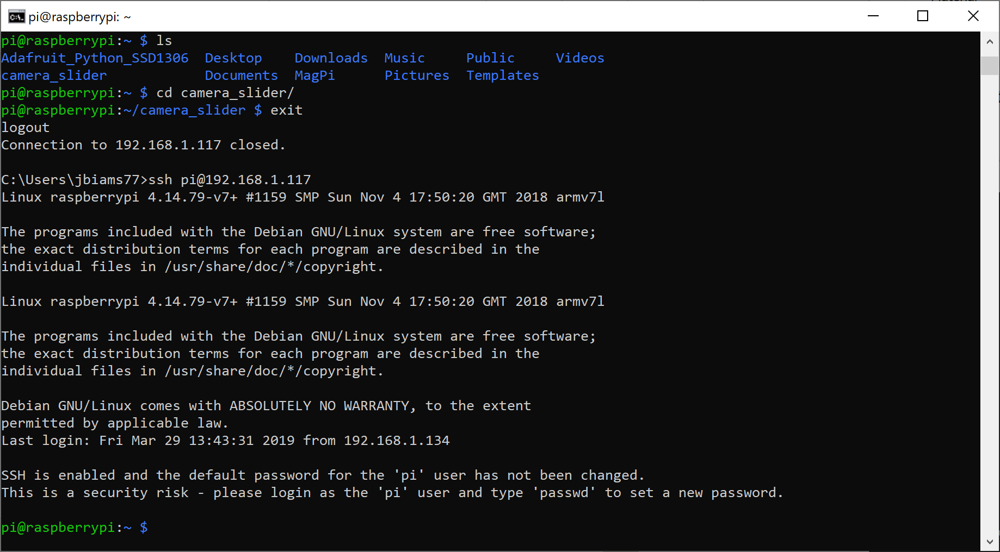 pi@raspberrypi: ~
pi@raspberrypi:~ $ ls
Adafruit_Python_SSD1306  Desktop    Downloads  Music     Public     Videos
camera_slider            Documents  MagPi      Pictures  Templates
pi@raspberrypi:~ $ cd camera_slider/
pi@raspberrypi:~/camera_slider $ exit
logout
Connection to 192.168.1.117 closed.
C:\Users\jbiams77>ssh pi@192.168.1.117
Linux raspberrypi 4.14.79-v7+ #1159 SMP Sun Nov 4 17:50:20 GMT 2018 armv7l
The programs included with the Debian GNU/Linux system are free software;
the exact distribution terms for each program are described in the
individual files in /usr/share/doc/*/copyright.
Linux raspberrypi 4.14.79-v7+ #1159 SMP Sun Nov 4 17:50:20 GMT 2018 armv7l
The programs included with the Debian GNU/Linux system are free software;
the exact distribution terms for each program are described in the
individual files in /usr/share/doc/*/copyright.
Debian GNU/Linux comes with ABSOLUTELY NO WARRANTY, to the extent
permitted by applicable law.
Last login: Fri Mar 29 13:43:31 2019 from 192.168.1.134
SSH is enabled and the default password for the 'pi' user has not been changed.
This is a security risk - please login as the 'pi' user and type 'passwd' to set a new password.
pi@raspberrypi:~ $